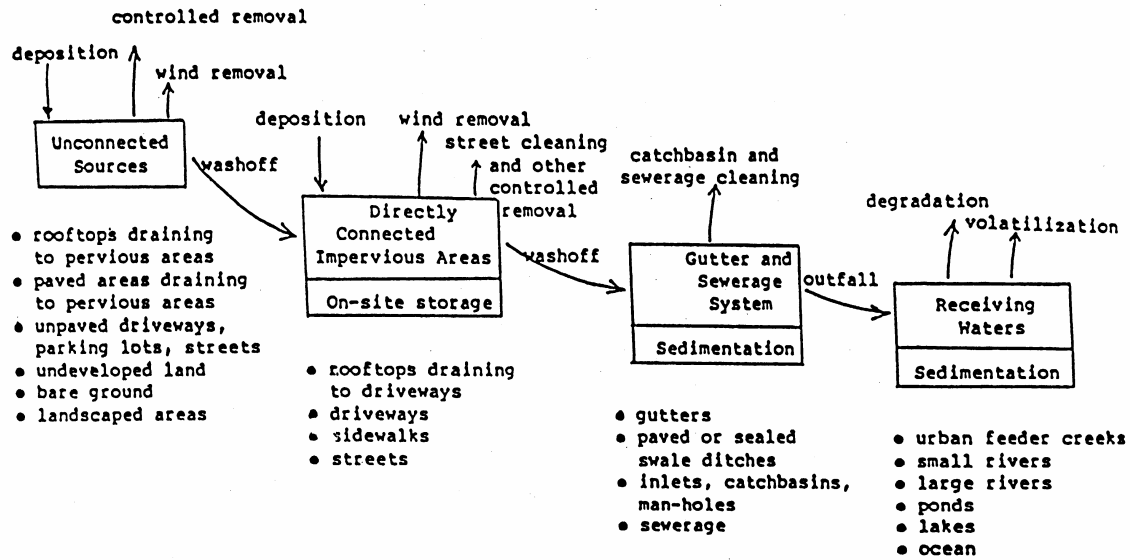 controlled removal
deposition
wind removal
Unconnected
Sources
washoff
• rooftops draining
to pervious areas
• paved areas draining
to pervious areas
• unpaved driveways,
parking lots, streets
• undeveloped land
• bare ground
• landscaped areas
deposition
wind removal
street cleaning
and other
controlled
removal
Directly
Connected
Impervious Areas
On-site storage
washoff
• rooftops draining
to driveways
• driveways
• sidewalks
• streets
catchbasin and
sewerage cleaning
Gutter and
Sewerage
System
Sedimentation
outfall
• gutters
• paved or sealed
swale ditches
• inlets, catchbasins,
man-holes
• sewerage
degradation
volatilization
Receiving
Waters
Sedimentation
• urban feeder creeks
• small rivers
• large rivers
• ponds
• lakes
• ocean